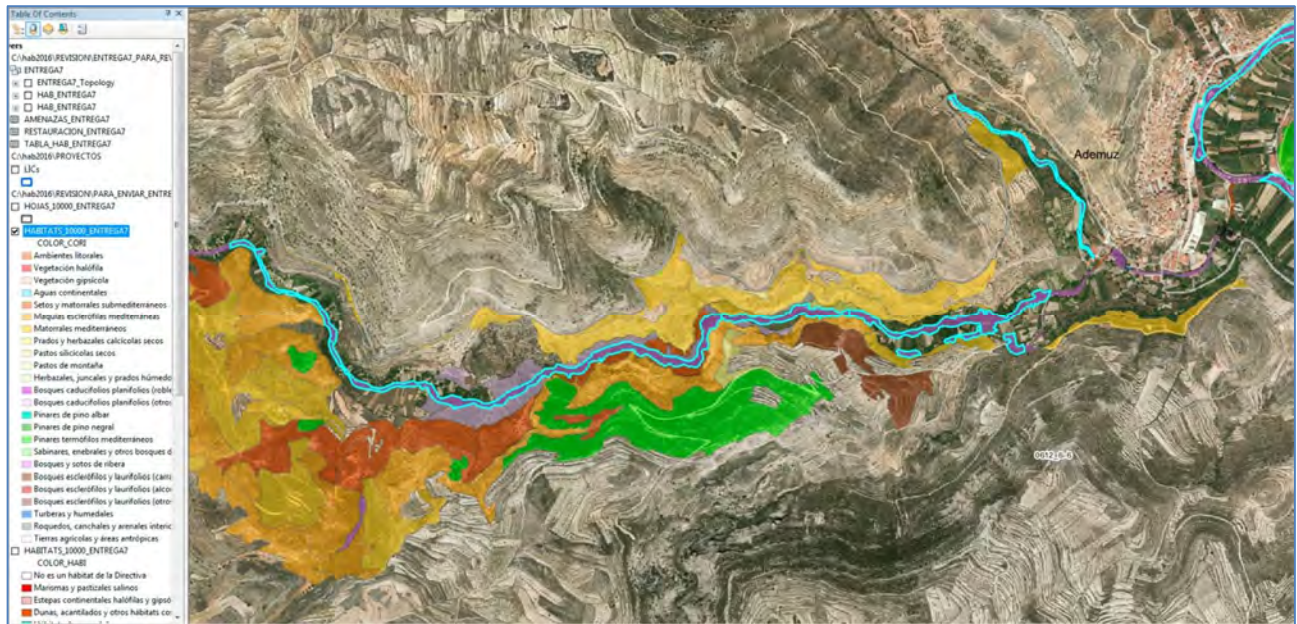 Table Of Contents
C:\hab2016\REVISION\ENTREGA7_PARA_REV
ENTREGA7
ENTREGA7_Topology
HAB_ENTREGA7
HAB_ENTREGA7
AMENAZAS_ENTREGA7
RESTAURACION_ENTREGA7
TABLA_HAB_ENTREGA7
C:\hab2016\PROYECTOS
LICs
C:\hab2016\REVISION\PARA_ENVIAR_ENTRE
HOJAS_10000_ENTREGA7
HABITATS_10000_ENTREGA7
COLOR_CORI
Ambientes litorales
Vegetación halófila
Vegetación gipsícola
Aguas continentales
Setos y matorrales submediterráneos
Maquias esclerófilas mediterráneas
Matorrales mediterráneos
Prados y herbazales calcícolas secos
Pastos silicícolas secos
Pastos de montaña
Herbazales, juncales y prados húmedo
Bosques caducifolios planifolios (roble
Bosques caducifolios planifolios (otros
Pinares de pino albar
Pinares de pino negral
Pinares termófilos mediterráneos
Sabinares, enebrales y otros bosques d
Bosques y sotos de ribera
Bosques esclerófilos y laurifolios (carra
Bosques esclerófilos y laurifolios (alcor
Bosques esclerófilos y laurifolios (otro
Turberas y humedales
Roquedos, canchales y arenales interio
Tierras agrícolas y áreas antrópicas
HABITATS_10000_ENTREGA7
COLOR_HABI
No es un hábitat de la Directiva
Marismas y pastizales salinos
Estepas continentales halófilas y gipsó
Dunas, acantilados y otros hábitats co
Ademuz